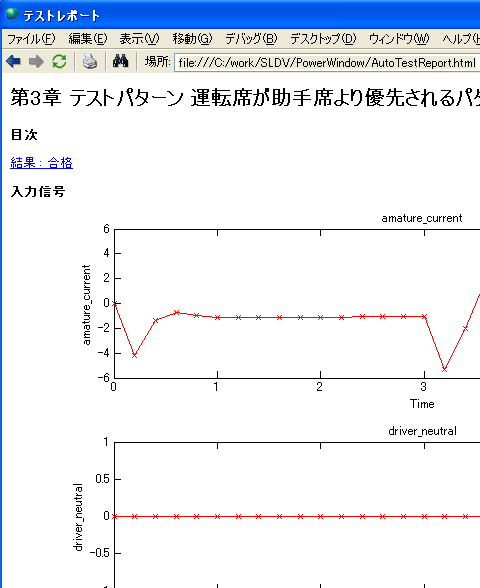 テストレポート
ファイル(F) 編集(E) 表示(V) 移動(G) デバッグ(B) デスクトップ(D) ウィンドウ(W) ヘルプ(
場所: file:///C:/work/SLDV/PowerWindow/AutoTestReport.html
第3章 テストパターン 運転席が助手席より優先されるパタ
目次
結果: 合格
入力信号
amature_current
6
4
2
0
-2
-4
-6
amature_current
0 1 2 3
Time
driver_neutral
1
0.5
0
-0.5
driver_neutral